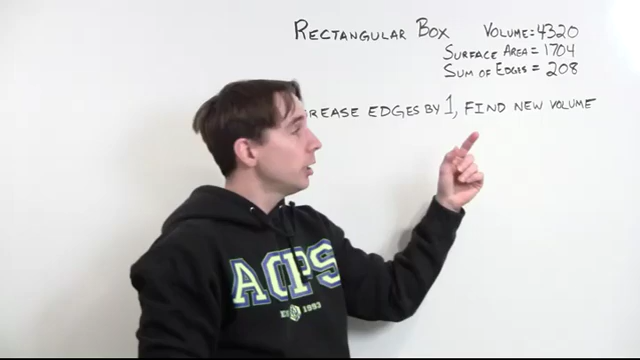 RECTANGULAR BOX VOLUME=4320
SURFACE AREA=1704
SUM OF EDGES=208
REASE EDGES BY 1, FIND NEW VOLUME
AOPS
1993